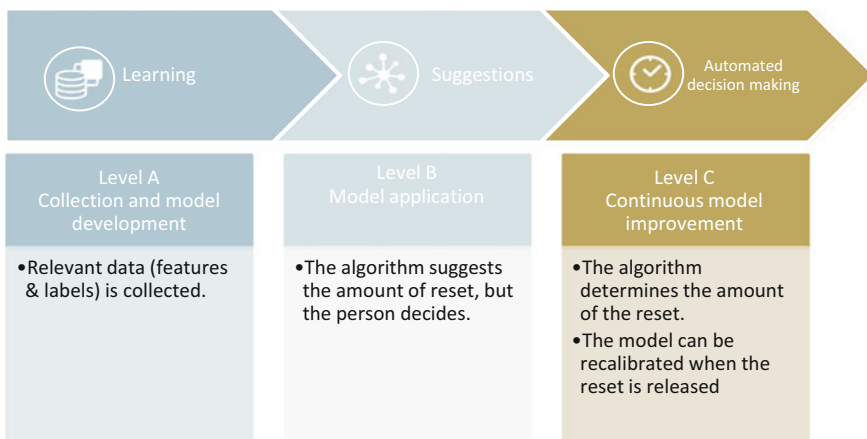 Learning
Suggestions
Automated
decision making
Level A
Collection and model
development
•Relevant data (features
& labels) is collected.
Level B
Model application
•The algorithm suggests
the amount of reset, but
the person decides.
Level C
Continuous model
improvement
•The algorithm
determines the amount
of the reset.
•The model can be
recalibrated when the
reset is released